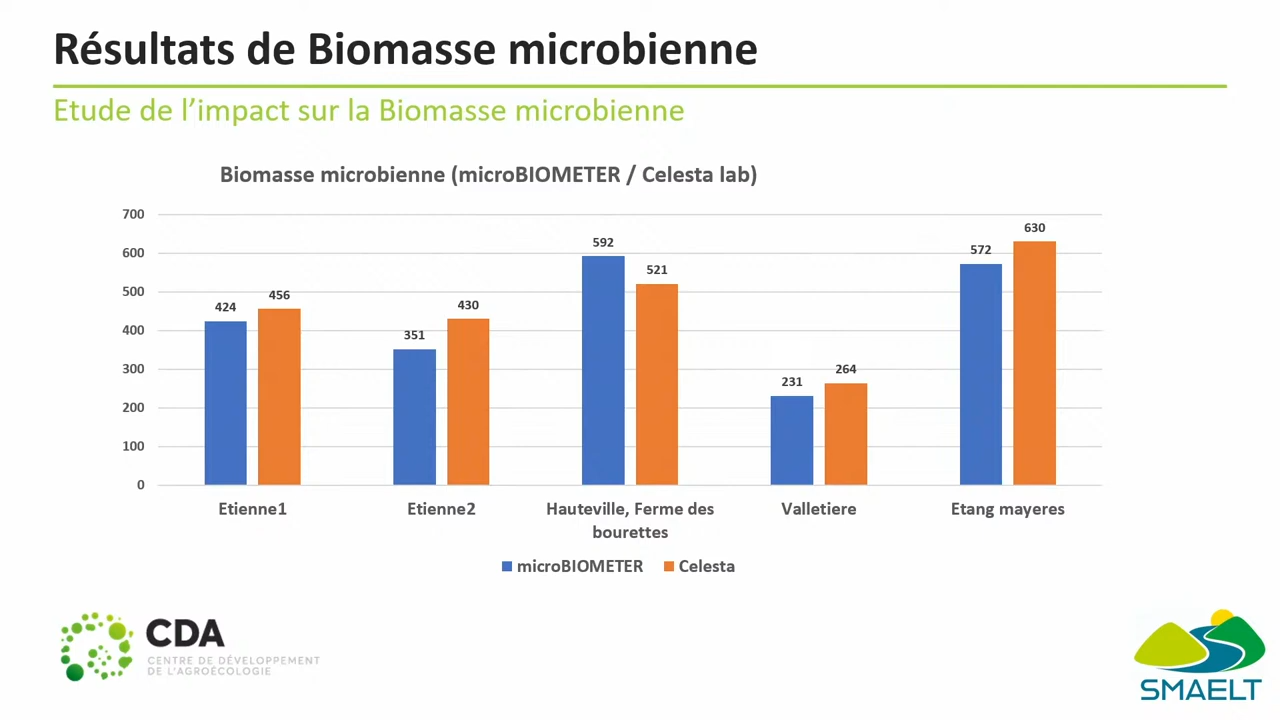 Résultats de Biomasse microbienne
Etude de l’impact sur la Biomasse microbienne
Biomasse microbienne (microBIOMETER / Celesta lab)
700
600
500
400
300
200
100
0
424
456
351
430
592
521
231
264
572
630
Etienne1
Etienne2
Hauteville, Ferme des
bourettes
Valletiere
Etang mayeres
microBIOMETER
Celesta
CDA
CENTRE DE DÉVELOPPEMENT
DE L'AGROÉCOLOGIE
SMAELT